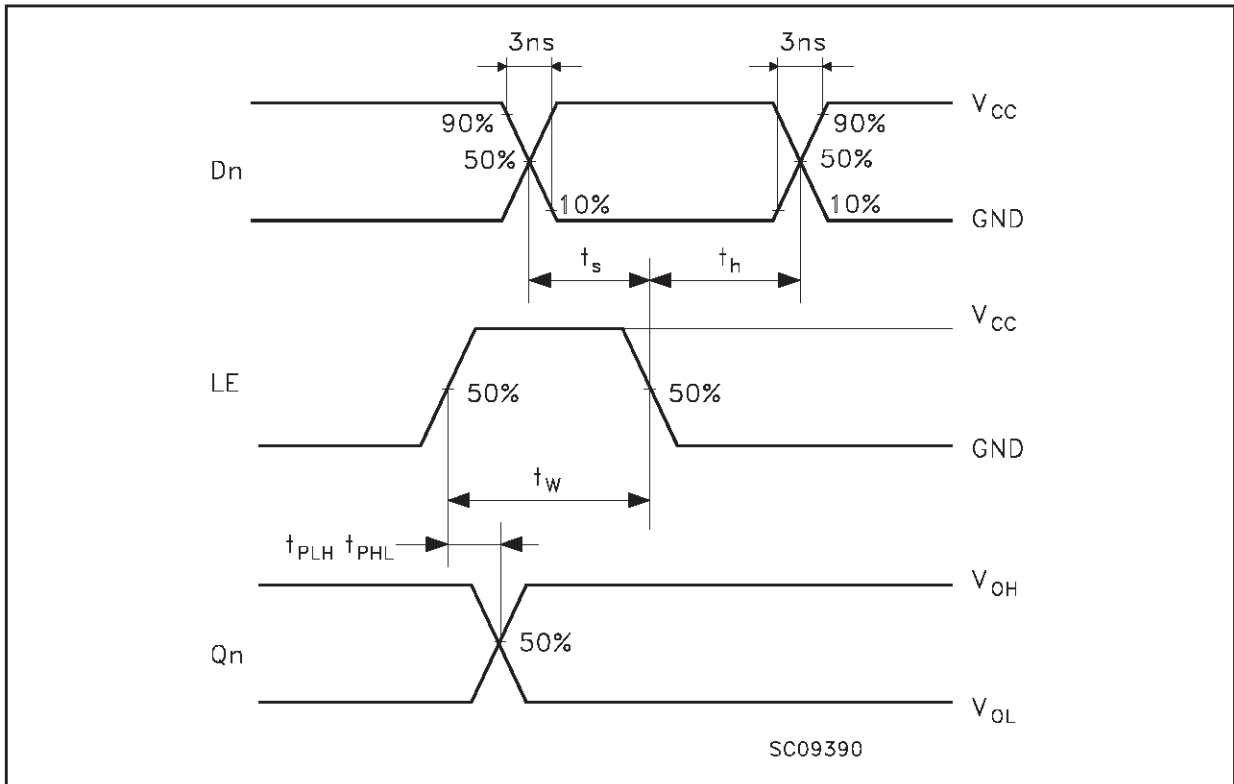 3ns 3ns
V_CC
90% 90%
Dn 50% 50%
10% 10%
GND
t_s t_h
V_CC
LE 50% 50%
GND
t_W
t_PLH t_PHL
V_OH
Qn 50%
V_OL
SC09390